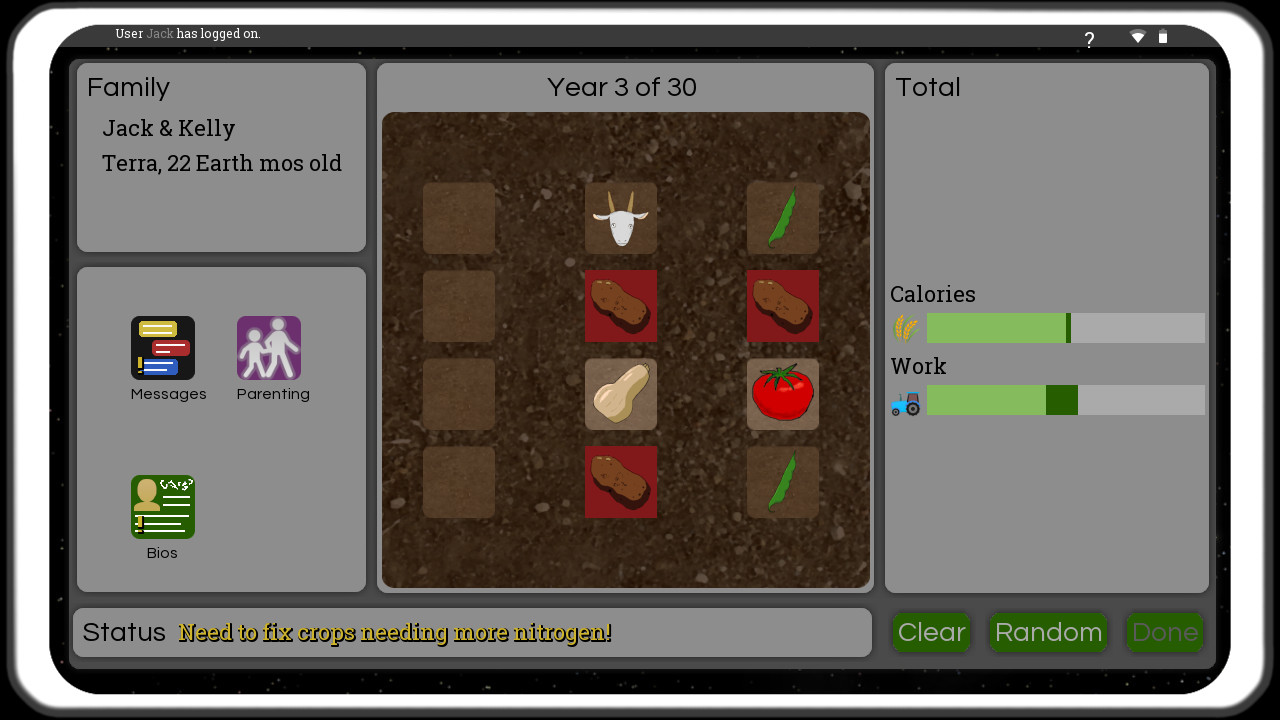 User Jack has logged on.
?
Family
Jack & Kelly
Terra, 22 Earth mos old
Messages
Parenting
Bios
Year 3 of 30
Total
Calories
Work
Status
Need to fix crops needing more nitrogen!
Clear
Random
Done